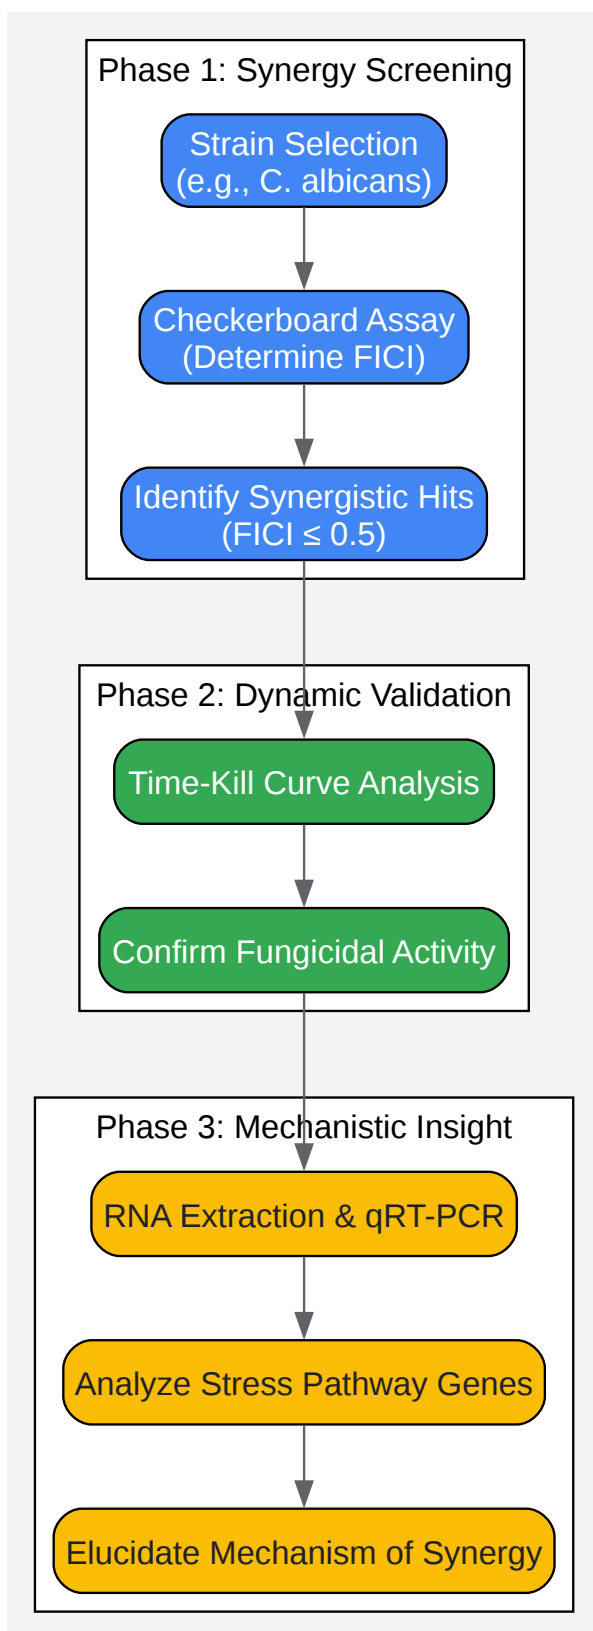 Phase 1: Synergy Screening
Strain Selection
(e.g., C. albicans)
Checkerboard Assay
(Determine FICI)
Identify Synergistic Hits
(FICI ≤ 0.5)
Phase 2: Dynamic Validation
Time-Kill Curve Analysis
Confirm Fungicidal Activity
Phase 3: Mechanistic Insight
RNA Extraction & qRT-PCR
Analyze Stress Pathway Genes
Elucidate Mechanism of Synergy